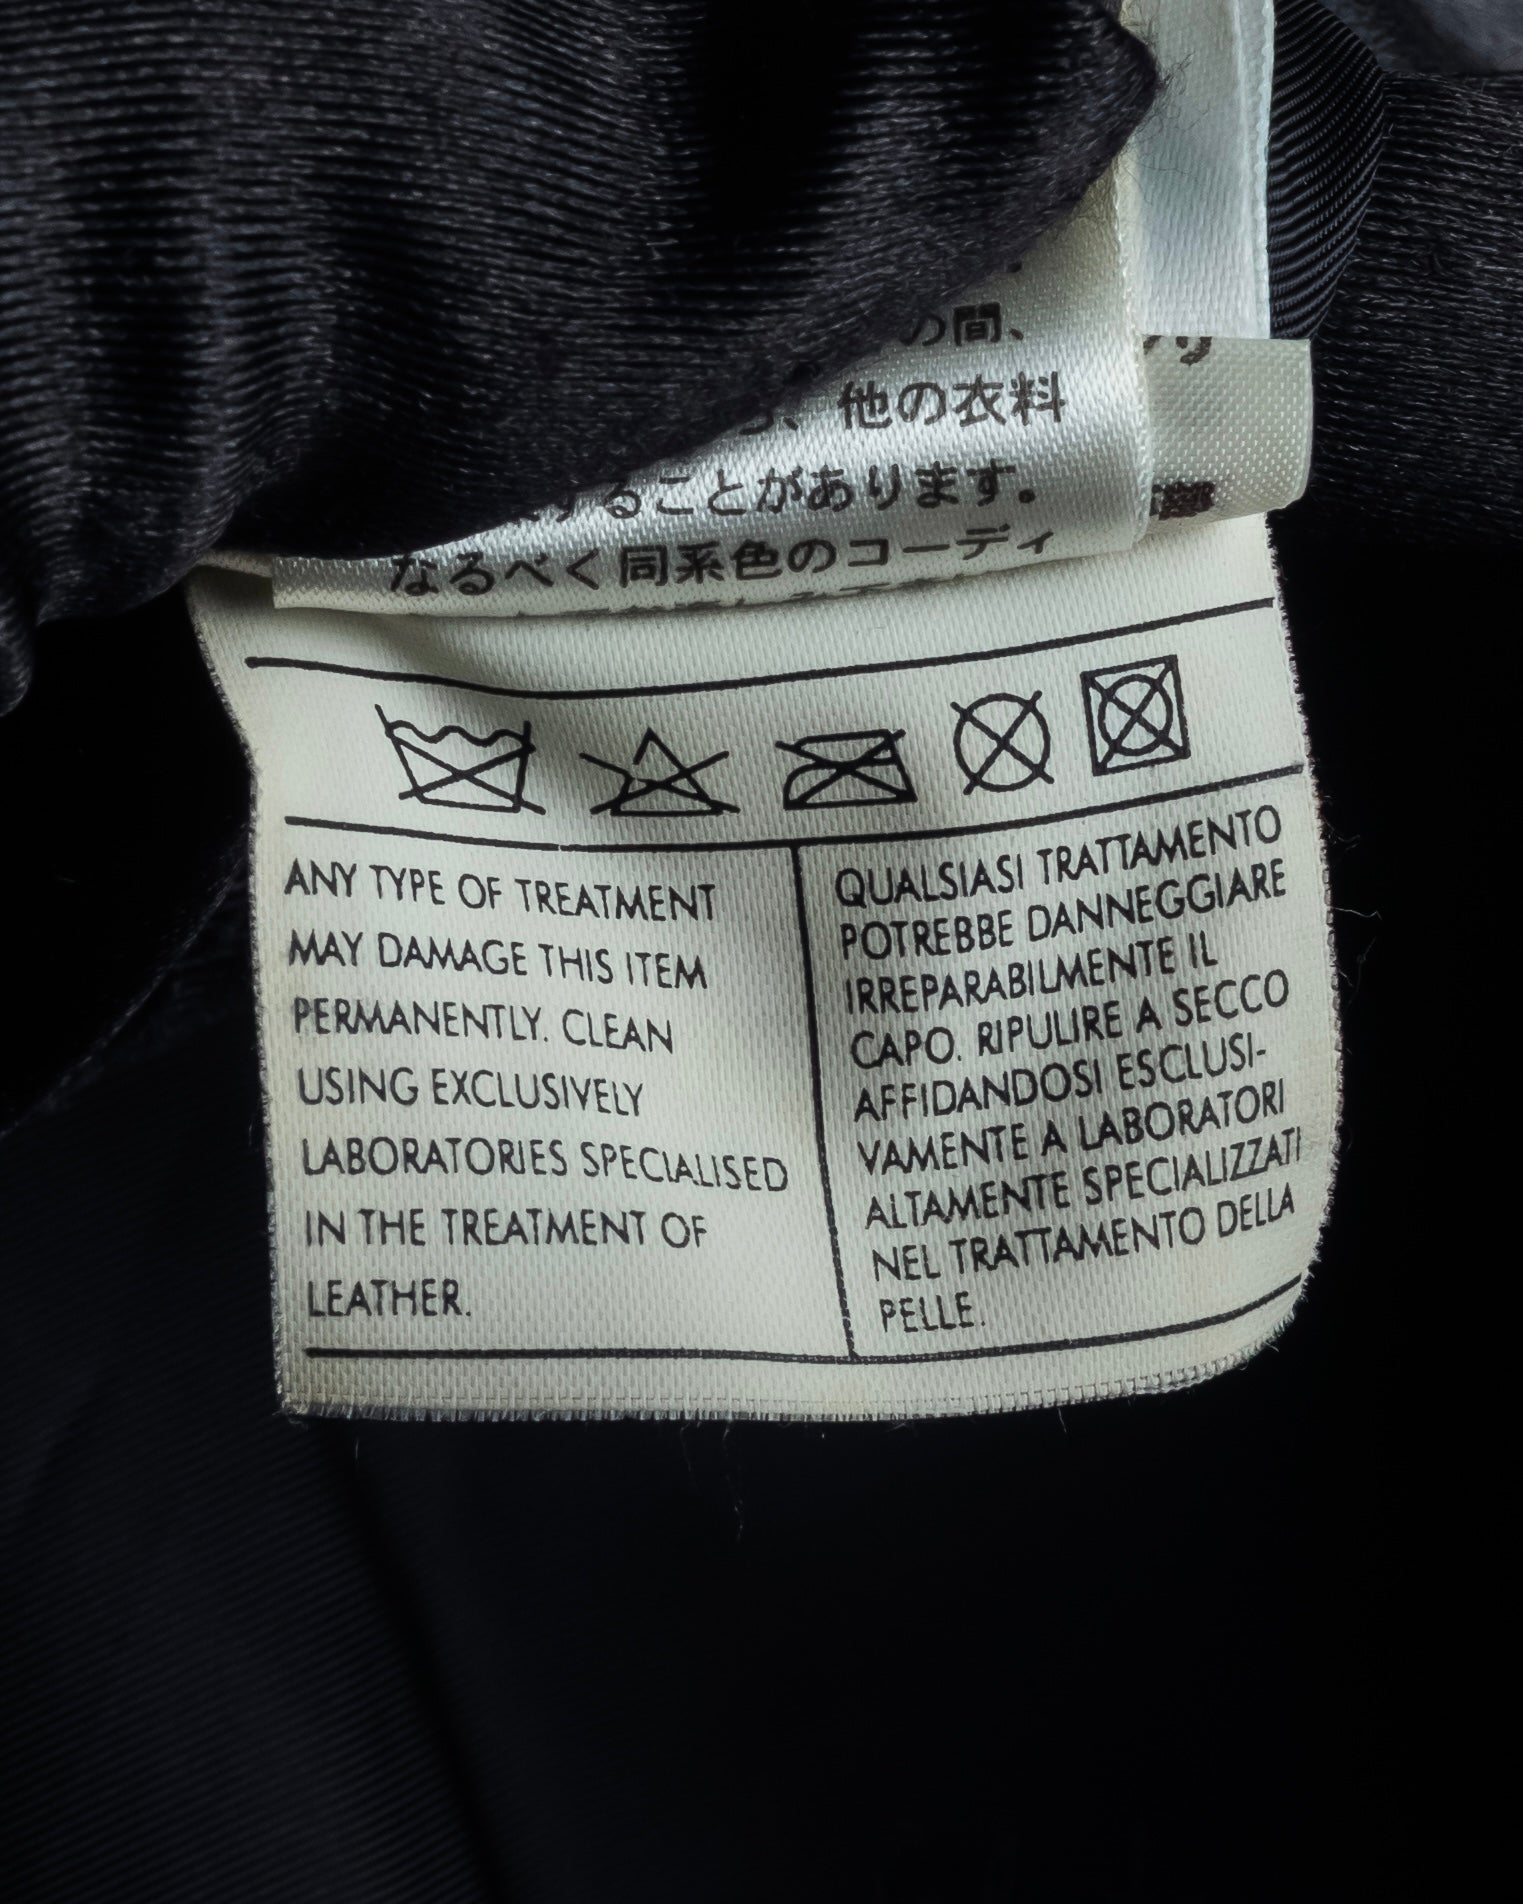 の間、
、他の衣料
することがあります。
なるべく同系色のコーディ
ANY TYPE OF TREATMENT
MAY DAMAGE THIS ITEM
PERMANENTLY. CLEAN
USING EXCLUSIVELY
LABORATORIES SPECIALISED
IN THE TREATMENT OF
LEATHER.
QUALSIASI TRATTAMENTO
POTREBBE DANNEGGIARE
IRREPARABILMENTE IL
CAPO. RIPULIRE A SECCO
AFFIDANDOSI ESCLUSI-
VAMENTE A LABORATORI
ALTAMENTE SPECIALIZZATI
NEL TRATTAMENTO DELLA
PELLE.